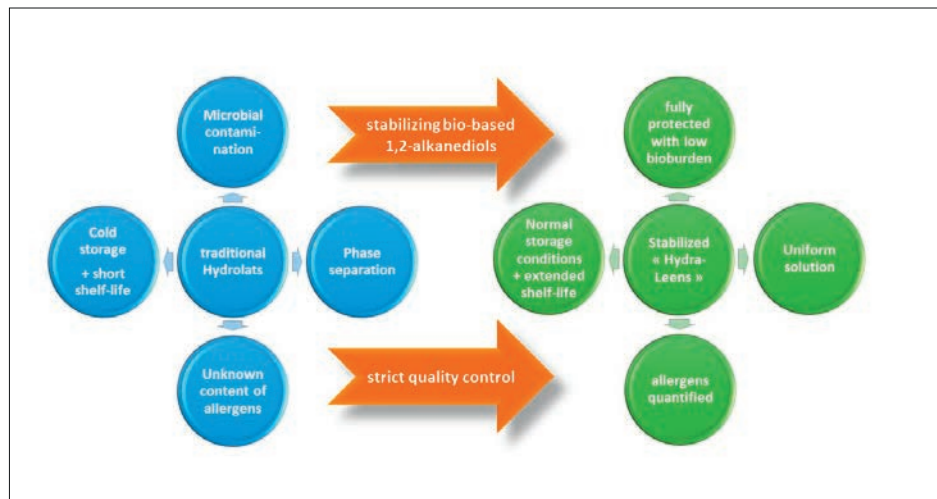 Microbial
contami-
nation
stabilizing bio-based
1,2-alkanediols
fully
protected
with low
bioburden
Cold
storage
+ short
shelf-life
traditional
Hydrolats
Phase
separation
Normal
storage
conditions
+ extended
shelf-life
Stabilized
« Hydra-
Leens »
Uniform
solution
Unknown
content of
allergens
strict quality control
allergens
quantified